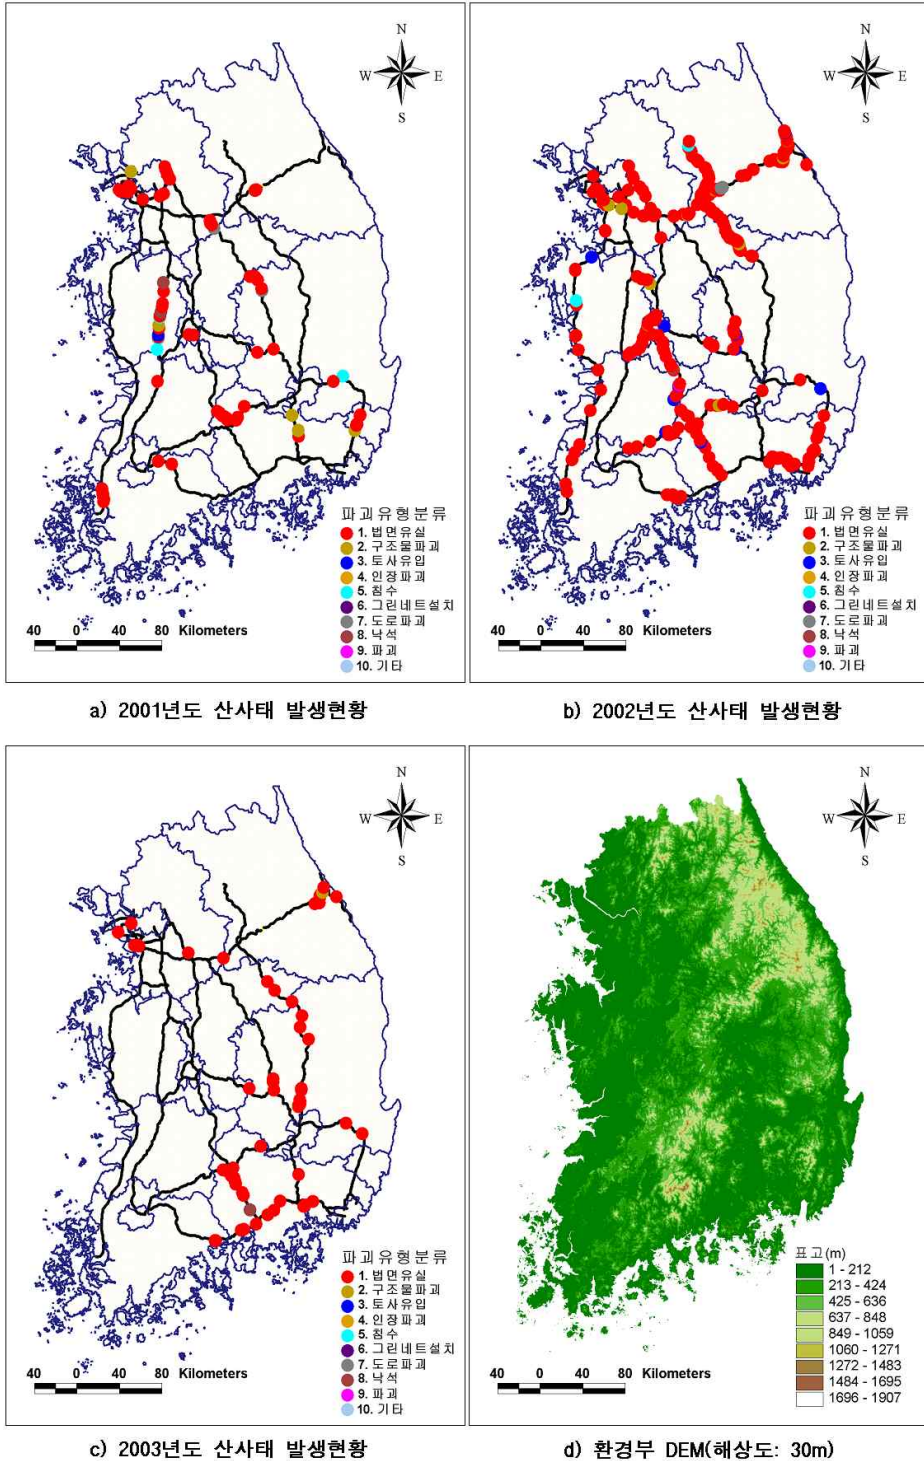 N
W E
S
파괴유형분류
1. 법면유실
2. 구조물파괴
3. 토사유입
4. 인장파괴
5. 침수
6. 그린네트설치
7. 도로파괴
8. 낙석
9. 파괴
10. 기타
40 0 40 80 Kilometers
a) 2001년도 산사태 발생현황
N
W E
S
파괴유형분류
1. 법면유실
2. 구조물파괴
3. 토사유입
4. 인장파괴
5. 침수
6. 그린네트설치
7. 도로파괴
8. 낙석
9. 파괴
10. 기타
40 0 40 80 Kilometers
b) 2002년도 산사태 발생현황
N
W E
S
파괴유형분류
1. 법면유실
2. 구조물파괴
3. 토사유입
4. 인장파괴
5. 침수
6. 그린네트설치
7. 도로파괴
8. 낙석
9. 파괴
10. 기타
40 0 40 80 Kilometers
c) 2003년도 산사태 발생현황
N
W E
S
표고(m)
1 - 212
213 - 424
425 - 636
637 - 848
849 - 1059
1060 - 1271
1272 - 1483
1484 - 1695
1696 - 1907
40 0 40 80 Kilometers
d) 환경부 DEM(해상도: 30m)